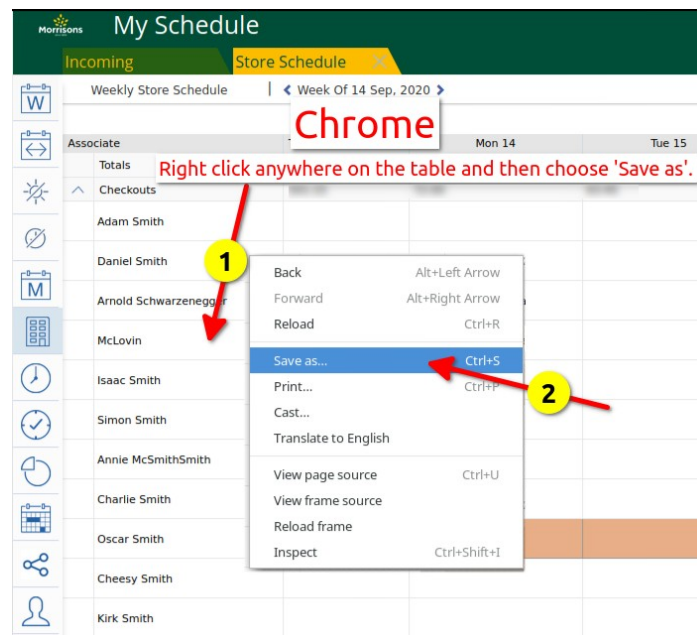 Morrisons
My Schedule
Incoming
Store Schedule
Weekly Store Schedule
Week Of 14 Sep, 2020
Chrome
Associate
Mon 14
Tue 15
Totals
Right click anywhere on the table and then choose 'Save as'.
Checkouts
Adam Smith
Daniel Smith
1
Back Alt+Left Arrow
Arnold Schwarzenegger
Forward Alt+Right Arrow
Reload Ctrl+R
McLovin
Save as... Ctrl+S
Isaac Smith
Print... Ctrl+P
2
Cast...
Simon Smith
Translate to English
Annie McSmithSmith
View page source Ctrl+U
Charlie Smith
View frame source
Reload frame
Oscar Smith
Inspect Ctrl+Shift+I
Cheesy Smith
Kirk Smith
W
M